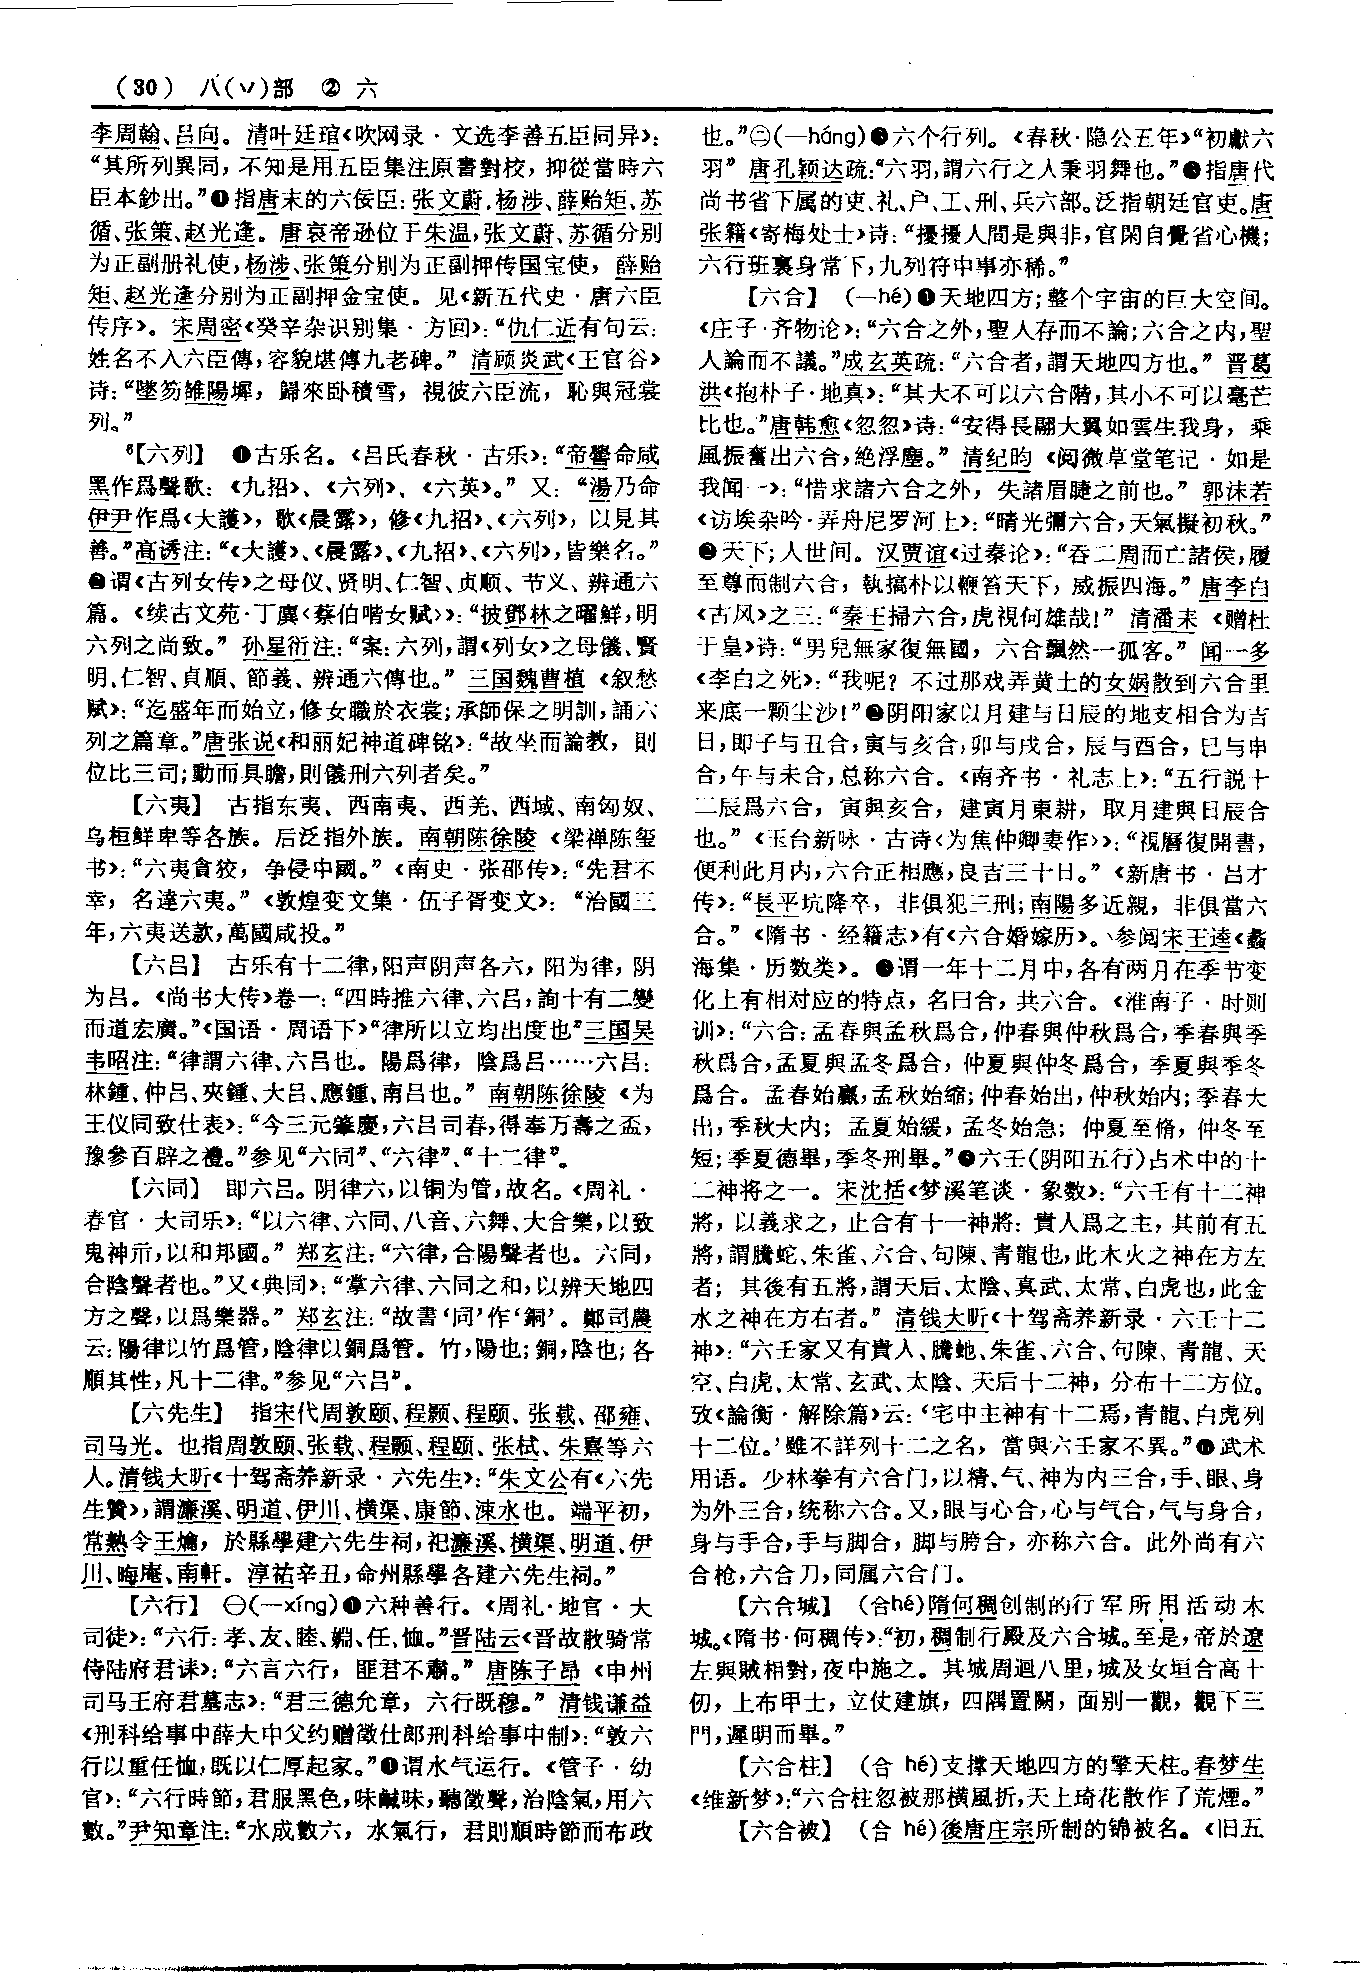 (30) 八(丷)部 ② 六
李周翰、吕向。清叶廷琯《吹网录·文选李善五臣同异》：
“其所列異同，不知是用五臣集注原書對校，抑從當時六
臣本鈔出。”❶指唐末的六佞臣：张文蔚、杨涉、薛贻矩、苏
循、张策、赵光逢。唐哀帝逊位于朱温，张文蔚、苏循分别
为正副册礼使，杨涉、张策分别为正副押传国宝使，薛贻
矩、赵光逢分别为正副押金宝使。见《新五代史·唐六臣
传序》。宋周密《癸辛杂识别集·方回》：“仇仁近有句云：
姓名不入六臣傳，容貌堪傳九老碑。”清顾炎武《王官谷》
诗：“墜笏雒陽墀，歸來卧積雪，視彼六臣流，恥與冠裳
列。”
⁶【六列】 ❶古乐名。《吕氏春秋·古乐》：“帝嚳命咸
黑作爲聲歌：《九招》、《六列》、《六英》。”又：“湯乃命
伊尹作爲《大護》，歌《晨露》，修《九招》、《六列》，以見其
善。”高诱注：“《大護》、《晨露》、《九招》、《六列》，皆樂名。”
❷谓《古列女传》之母仪、贤明、仁智、贞顺、节义、辨通六
篇。《续古文苑·丁廙〈蔡伯喈女赋〉》：“披鄧林之曜鮮，明
六列之尚致。”孙星衍注：“案：六列，謂《列女》之母儀、賢
明、仁智、貞順、節義、辨通六傳也。”三国魏曹植《叙愁
赋》：“迄盛年而始立，修女職於衣裳；承師保之明訓，誦六
列之篇章。”唐张说《和丽妃神道碑铭》：“故坐而論教，則
位比三司；動而具瞻，則儀刑六列者矣。”
【六夷】 古指东夷、西南夷、西羌、西域、南匈奴、
乌桓鲜卑等各族。后泛指外族。南朝陈徐陵《梁禅陈玺
书》：“六夷貪狡，争侵中國。”《南史·张邵传》：“先君不
幸，名達六夷。”《敦煌变文集·伍子胥变文》：“治國三
年，六夷送款，萬國咸投。”
【六吕】 古乐有十二律，阳声阴声各六，阳为律，阴
为吕。《尚书大传》卷一：“四時推六律、六吕，詢十有二變
而道宏廣。”《国语·周语下》“律所以立均出度也”三国吴
韦昭注：“律謂六律、六吕也。陽爲律，陰爲吕……六吕：
林鍾、仲吕、夾鍾、大吕、應鍾、南吕也。”南朝陈徐陵《为
王仪同致仕表》：“今三元肇慶，六吕司春，得奉万壽之盃，
豫參百辟之禮。”参见“六同”、“六律”、“十二律”。
【六同】 即六吕。阴律六，以铜为管，故名。《周礼·
春官·大司乐》：“以六律、六同、八音、六舞、大合樂，以致
鬼神示，以和邦國。”郑玄注：“六律，合陽聲者也。六同，
合陰聲者也。”又《典同》：“掌六律、六同之和，以辨天地四
方之聲，以爲樂器。”郑玄注：“故書‘同’作‘銅’。鄭司農
云：陽律以竹爲管，陰律以銅爲管。竹，陽也；銅，陰也；各
順其性，凡十二律。”参见“六吕”。
【六先生】 指宋代周敦颐、程颢、程颐、张载、邵雍、
司马光。也指周敦颐、张载、程颢、程颐、张栻、朱熹等六
人。清钱大昕《十驾斋养新录·六先生》：“朱文公有《六先
生贊》，謂濂溪、明道、伊川、横渠、康節、涑水也。端平初，
常熟令王爚，於縣學建六先生祠，祀濂溪、横渠、明道、伊
川、晦庵、南軒。淳祐辛丑，命州縣學各建六先生祠。”
【六行】 ㊀(一xíng)❶六种善行。《周礼·地官·大
司徒》：“六行：孝、友、睦、婣、任、恤。”晋陆云《晋故散骑常
侍陆府君诔》：“六言六行，匪君不肅。”唐陈子昂《申州
司马王府君墓志》：“君三德允章，六行既穆。”清钱谦益
《刑科给事中薛大中父约赠徵仕郎刑科给事中制》：“敦六
行以重任恤，既以仁厚起家。”❶谓水气运行。《管子·幼
官》：“六行時節，君服黑色，味鹹味，聽徵聲，治陰氣，用六
數。”尹知章注：“水成數六，水氣行，君則順時節而布政
也。”㊁(一háng)❶六个行列。《春秋·隐公五年》“初獻六
羽”唐孔颖达疏：“六羽，謂六行之人秉羽舞也。”❷指唐代
尚书省下属的吏、礼、户、工、刑、兵六部。泛指朝廷官吏。唐
张籍《寄梅处士》诗：“擾擾人間是與非，官閑自覺省心機；
六行班裏身常下，九列符中事亦稀。”
【六合】 (一hé)❶天地四方；整个宇宙的巨大空间。
《庄子·齐物论》：“六合之外，聖人存而不論；六合之内，聖
人論而不議。”成玄英疏：“六合者，謂天地四方也。”晋葛
洪《抱朴子·地真》：“其大不可以六合階，其小不可以毫芒
比也。”唐韩愈《忽忽》诗：“安得長翮大翼如雲生我身，乘
風振奮出六合，絶浮塵。”清纪昀《阅微草堂笔记·如是
我闻一》：“惜求諸六合之外，失諸眉睫之前也。”郭沫若
《访埃杂吟·弄舟尼罗河上》：“晴光彌六合，天氣擬初秋。”
❷天下；人世间。汉贾谊《过秦论》：“吞二周而亡諸侯，履
至尊而制六合，執搞朴以鞭笞天下，威振四海。”唐李白
《古风》之三：“秦王掃六合，虎視何雄哉！”清潘耒《赠杜
于皇》诗：“男兒無家復無國，六合飄然一孤客。”闻一多
《李白之死》：“我呢？不过那戏弄黄土的女娲散到六合里
来底一颗尘沙！”❷阴阳家以月建与日辰的地支相合为吉
日，即子与丑合，寅与亥合，卯与戌合，辰与酉合，巳与申
合，午与未合，总称六合。《南齐书·礼志上》：“五行説十
二辰爲六合，寅與亥合，建寅月東耕，取月建與日辰合
也。”《玉台新咏·古诗〈为焦仲卿妻作〉》：“視曆復開書，
便利此月内，六合正相應，良吉三十日。”《新唐书·吕才
传》：“長平坑降卒，非俱犯三刑；南陽多近親，非俱當六
合。”《隋书·经籍志》有《六合婚嫁历》。参阅宋王逵《蠡
海集·历数类》。❹谓一年十二月中，各有两月在季节变
化上有相对应的特点，名曰合，共六合。《淮南子·时则
训》：“六合：孟春與孟秋爲合，仲春與仲秋爲合，季春與季
秋爲合，孟夏與孟冬爲合，仲夏與仲冬爲合，季夏與季冬
爲合。孟春始贏，孟秋始缩；仲春始出，仲秋始内；季春大
出，季秋大内；孟夏始緩，孟冬始急；仲夏至脩，仲冬至
短；季夏德畢，季冬刑畢。”❺六壬(阴阳五行)占术中的十
二神将之一。宋沈括《梦溪笔谈·象数》：“六壬有十二神
將，以義求之，止合有十一神將：貴人爲之主，其前有五
將，謂騰蛇、朱雀、六合、句陳、青龍也，此木火之神在方左
者；其後有五將，謂天后、太陰、真武、太常、白虎也，此金
水之神在方右者。”清钱大昕《十驾斋养新录·六壬十二
神》：“六壬家又有貴人、騰虵、朱雀、六合、句陳、青龍、天
空、白虎、太常、玄武、太陰、天后十二神，分布十二方位。
攷《論衡·解除篇》云：‘宅中主神有十二焉，青龍、白虎列
十二位。’雖不詳列十二之名，當與六壬家不異。”❻武术
用语。少林拳有六合门，以精、气、神为内三合，手、眼、身
为外三合，统称六合。又，眼与心合，心与气合，气与身合，
身与手合，手与脚合，脚与胯合，亦称六合。此外尚有六
合枪，六合刀，同属六合门。
【六合城】 (合hé)隋何稠创制的行军所用活动木
城。《隋书·何稠传》：“初，稠制行殿及六合城。至是，帝於遼
左與賊相對，夜中施之。其城周迴八里，城及女垣合高十
仞，上布甲士，立仗建旗，四隅置闕，面别一觀，觀下三
門，遲明而畢。”
【六合柱】 (合 hé)支撑天地四方的擎天柱。春梦生
《维新梦》：“六合柱忽被那横風折，天上琦花散作了荒煙。”
【六合被】 (合 hé)後唐庄宗所制的锦被名。《旧五